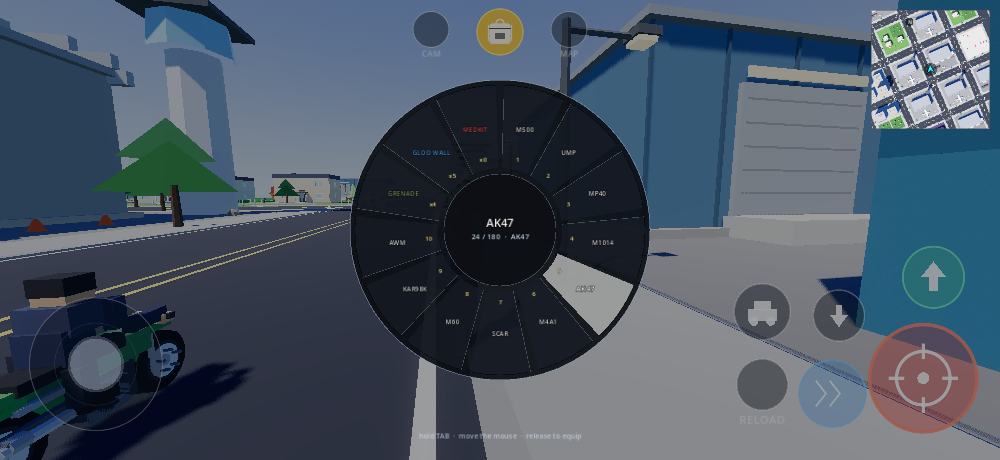 CAM
MAP
MEDKIT
x0
M500
1
GLOO WALL
x5
UMP
2
GRENADE
x4
MP40
3
AWM
10
AK47
24 / 180 · AK47
4
M1014
KAR98K
9
AK47
M60
8
7
SCAR
6
M4A1
RELOAD
hold TAB · move the mouse · release to equip